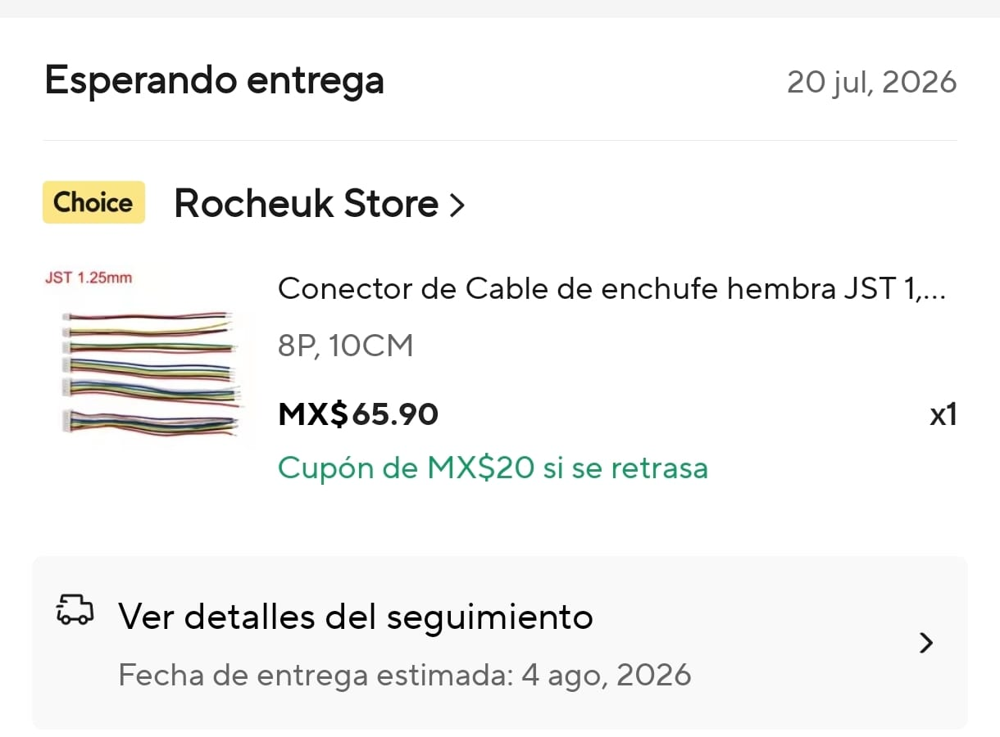 Esperando entrega
20 jul, 2026
Choice Rocheuk Store >
JST 1.25mm
Conector de Cable de enchufe hembra JST 1,...
8P, 10CM
MX$65.90
x1
Cupón de MX$20 si se retrasa
Ver detalles del seguimiento
Fecha de entrega estimada: 4 ago, 2026